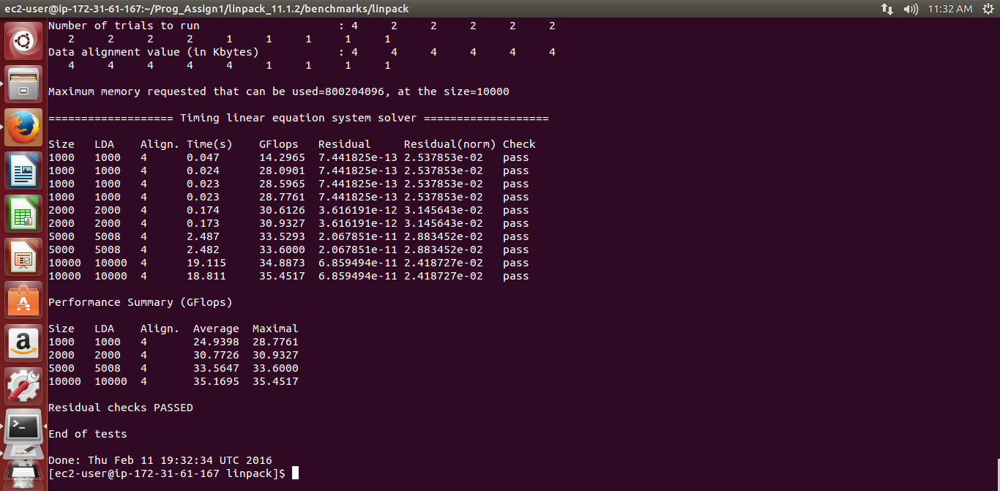 ec2-user@ip-172-31-61-167:~/Prog_Assign1/linpack_11.1.2/benchmarks/linpack 11:32 AM
Number of trials to run : 4 2 2 2 2 2
2 2 2 2 1 1 1 1 1
Data alignment value (in Kbytes) : 4 4 4 4 4 4
4 4 4 4 4 1 1 1 1
Maximum memory requested that can be used=800204096, at the size=10000
=================== Timing linear equation system solver ===================
Size LDA Align. Time(s) GFlops Residual Residual(norm) Check
1000 1000 4 0.047 14.2965 7.441825e-13 2.537853e-02 pass
1000 1000 4 0.024 28.0901 7.441825e-13 2.537853e-02 pass
1000 1000 4 0.023 28.5965 7.441825e-13 2.537853e-02 pass
1000 1000 4 0.023 28.7761 7.441825e-13 2.537853e-02 pass
2000 2000 4 0.174 30.6126 3.616191e-12 3.145643e-02 pass
2000 2000 4 0.173 30.9327 3.616191e-12 3.145643e-02 pass
5000 5008 4 2.487 33.5293 2.067851e-11 2.883452e-02 pass
5000 5008 4 2.482 33.6000 2.067851e-11 2.883452e-02 pass
10000 10000 4 19.115 34.8873 6.859494e-11 2.418727e-02 pass
10000 10000 4 18.811 35.4517 6.859494e-11 2.418727e-02 pass
Performance Summary (GFlops)
Size LDA Align. Average Maximal
1000 1000 4 24.9398 28.7761
2000 2000 4 30.7726 30.9327
5000 5008 4 33.5647 33.6000
10000 10000 4 35.1695 35.4517
Residual checks PASSED
End of tests
Done: Thu Feb 11 19:32:34 UTC 2016
[ec2-user@ip-172-31-61-167 linpack]$